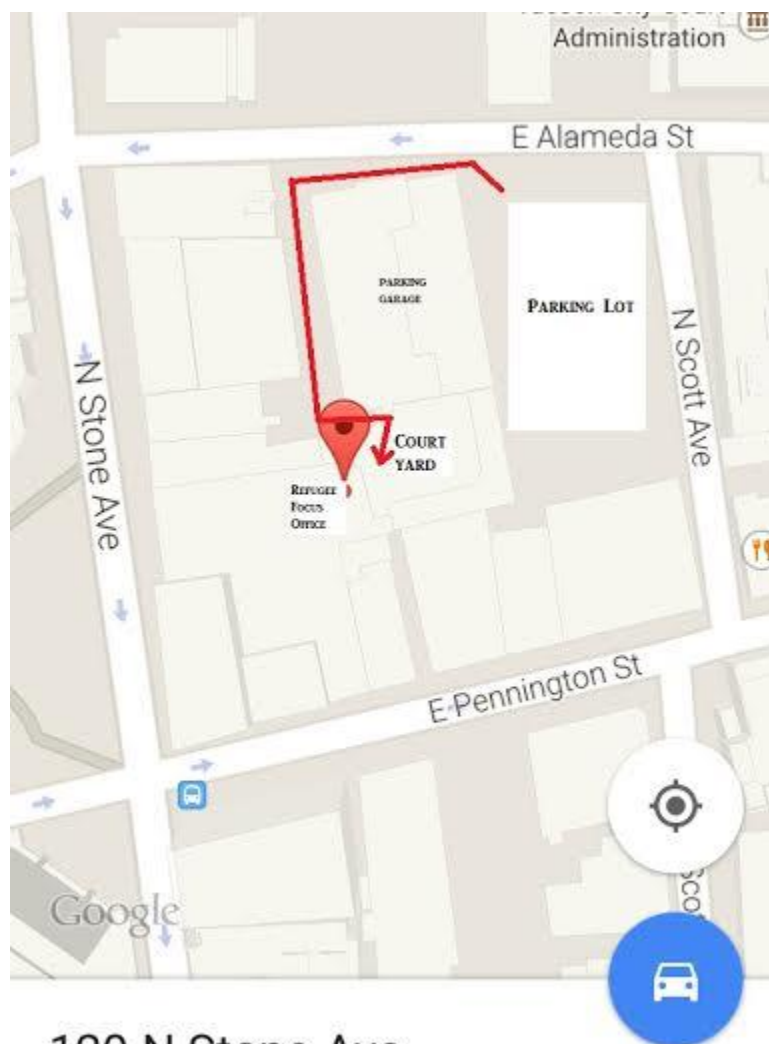 Administration
E Alameda St
PARKING
GARAGE
PARKING LOT
N Stone Ave
N Scott Ave
COURT
YARD
REFUGEE
FOCUS
OFFICE
E Pennington St
Google
N Stone Ave